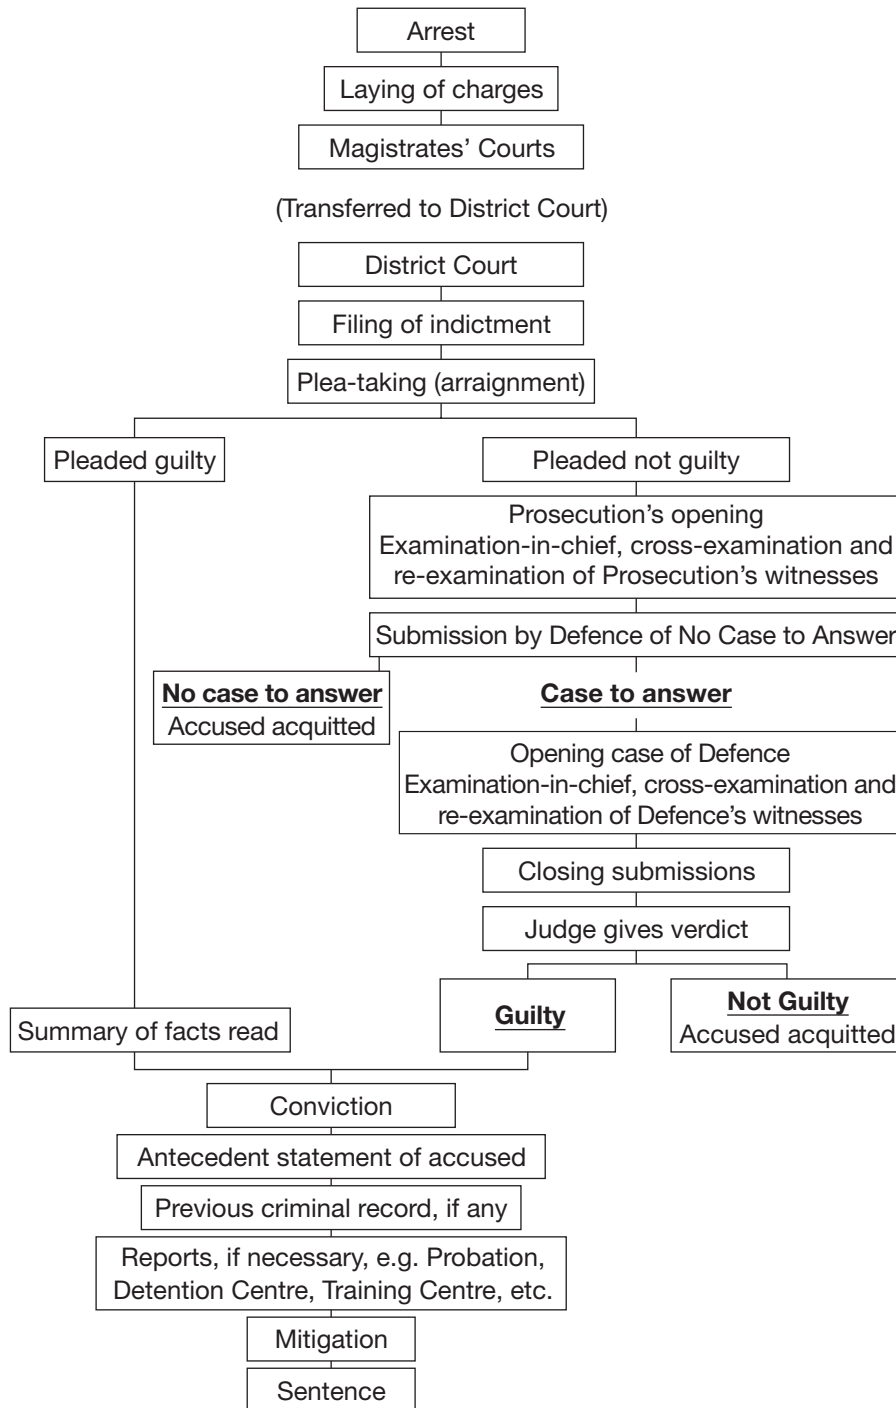 Arrest
Laying of charges
Magistrates’ Courts
(Transferred to District Court)
District Court
Filing of indictment
Plea-taking (arraignment)
Pleaded guilty
Pleaded not guilty
Prosecution’s opening
Examination-in-chief, cross-examination and
re-examination of Prosecution’s witnesses
Submission by Defence of No Case to Answer
No case to answer
Accused acquitted
Case to answer
Opening case of Defence
Examination-in-chief, cross-examination and
re-examination of Defence’s witnesses
Closing submissions
Judge gives verdict
Summary of facts read
Guilty
Not Guilty
Accused acquitted
Conviction
Antecedent statement of accused
Previous criminal record, if any
Reports, if necessary, e.g. Probation,
Detention Centre, Training Centre, etc.
Mitigation
Sentence